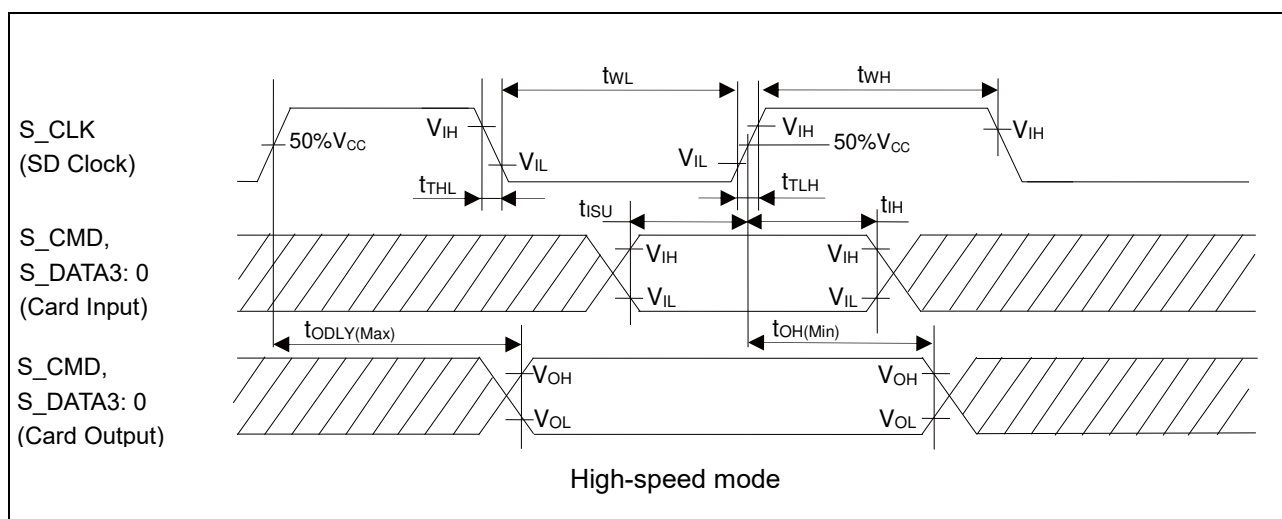 tWL
tWH
S_CLK
(SD Clock)
50%VCC
VIH
VIL
VIL
VIH
50%VCC
VIH
tTHL
tTLH
tISU
tIH
S_CMD,
S_DATA3: 0
(Card Input)
VIH
VIL
VIH
VIL
tODLY(Max)
tOH(Min)
S_CMD,
S_DATA3: 0
(Card Output)
VOH
VOL
VOH
VOL
High-speed mode